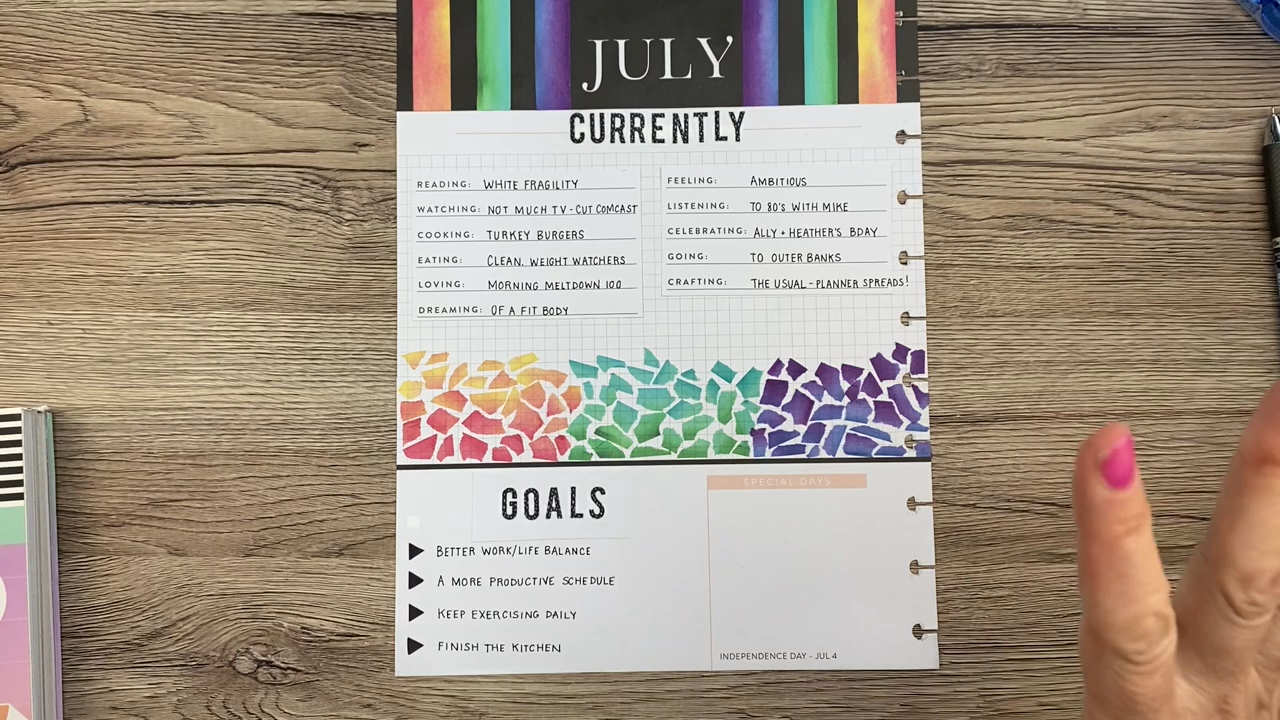 JULY
CURRENTLY
READING: WHITE FRAGILITY
WATCHING: NOT MUCH TV - CUT COMCAST
COOKING: TURKEY BURGERS
EATING: CLEAN. WEIGHT WATCHERS
LOVING: MORNING MELTDOWN 100
DREAMING: OF A FIT BODY
FEELING: AMBITIOUS
LISTENING: TO 80'S WITH MIKE
CELEBRATING: ALLY + HEATHER'S BDAY
GOING: TO OUTER BANKS
CRAFTING: THE USUAL - PLANNER SPREADS!
GOALS
BETTER WORK/LIFE BALANCE
A MORE PRODUCTIVE SCHEDULE
KEEP EXERCISING DAILY
FINISH THE KITCHEN
SPECIAL DAYS
INDEPENDENCE DAY - JUL 4